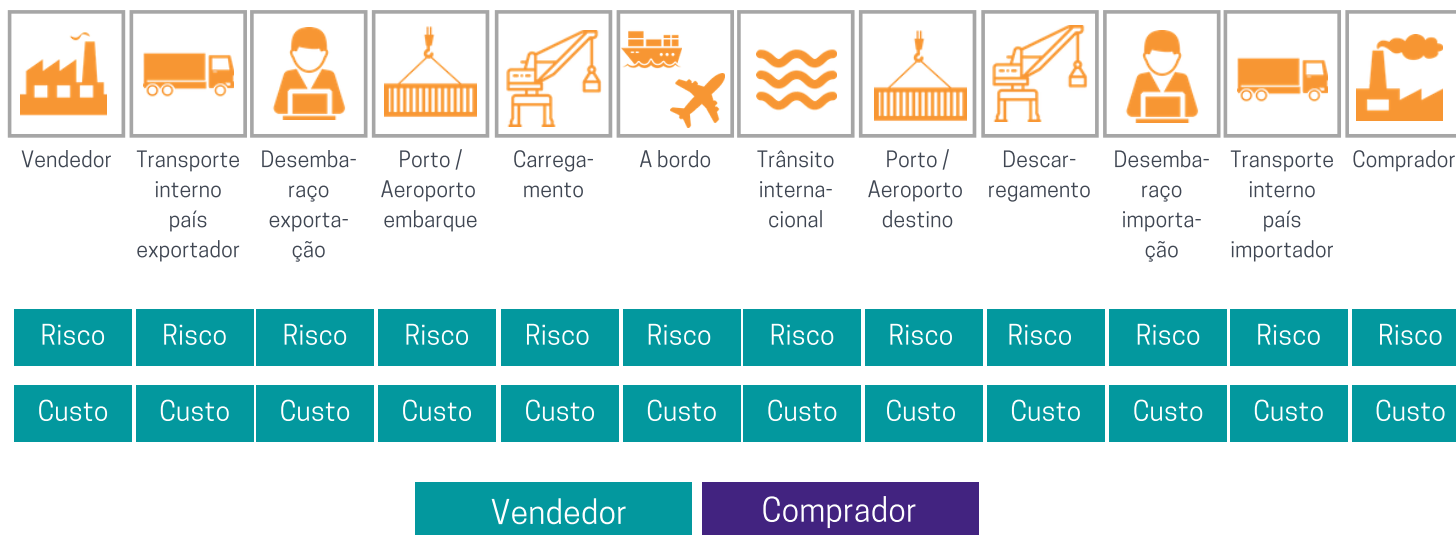 Vendedor
Transporte
interno
país
exportador
Desemba-
raço
exporta-
ção
Porto /
Aeroporto
embarque
Carrega-
mento
A bordo
Trânsito
interna-
cional
Porto /
Aeroporto
destino
Descar-
regamento
Desemba-
raço
importa-
ção
Transporte
interno
país
importador
Comprador
Risco Risco Risco Risco Risco Risco Risco Risco Risco Risco Risco Risco
Custo Custo Custo Custo Custo Custo Custo Custo Custo Custo Custo Custo
Vendedor Comprador